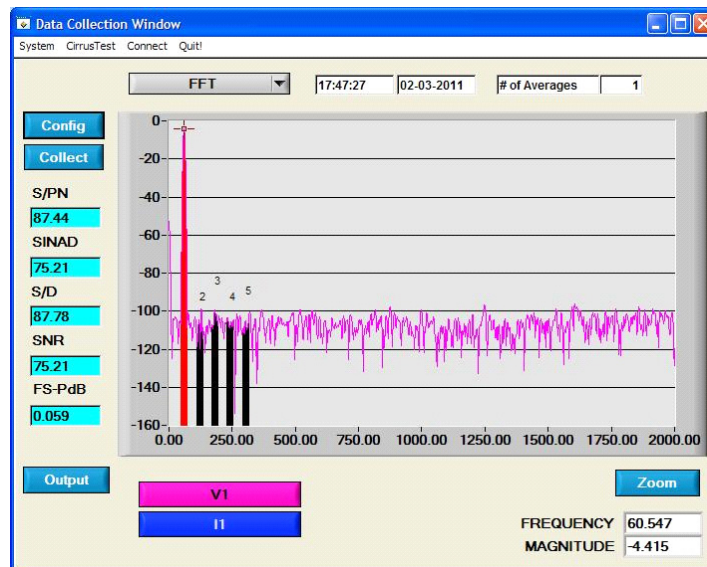 Data Collection Window
System CirrusTest Connect Quit!
FFT 17:47:27 02-03-2011 # of Averages 1
Config
Collect
S/PN
87.44
SINAD
75.21
S/D
87.78
SNR
75.21
FS-PdB
0.059
Output
0
-20
-40
-60
-80
-100
-120
-140
-160
2 3 4 5
0.00 250.00 500.00 750.00 1000.00 1250.00 1500.00 1750.00 2000.00
V1
I1
Zoom
FREQUENCY 60.547
MAGNITUDE -4.415